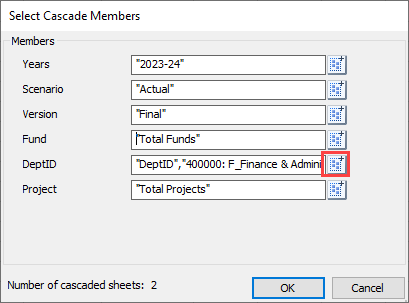 Select Cascade Members
Members
Years "2023-24"
Scenario "Actual"
Version "Final"
Fund "Total Funds"
DeptID "DeptID","400000: F_Finance & Admini
Project "Total Projects"
Number of cascaded sheets: 2
OK Cancel